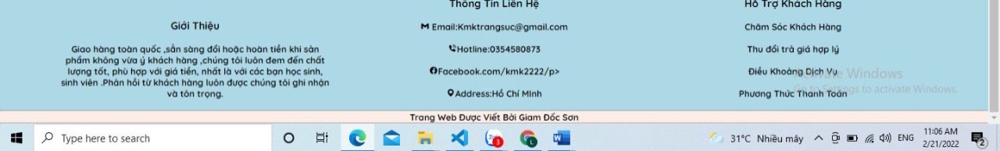 Thông Tin Liên Hệ
Hỗ Trợ Khách Hàng
Giới Thiệu
Giao hàng toàn quốc ,sẵn sàng đổi hoặc hoàn tiền khi sản
phẩm không vừa ý khách hàng ,chúng tôi luôn đem đến chất
lượng tốt, phù hợp với giá tiền, nhất là với các bạn học sinh,
sinh viên .Phản hồi từ khách hàng luôn được chúng tôi ghi nhận
và tôn trọng.
Email:Kmktrangsuc@gmail.com
Hotline:0354580873
Facebook.com/kmk2222/p>
Address:Hồ Chí MInh
Chăm Sóc Khách Hàng
Thu đổi trả giá hợp lý
Điều Khoảng Dịch Vụ
Phương Thức Thanh Toán
Activate Windows
Go to Settings to activate Windows.
Trang Web Được Viết Bởi Giam Đốc Sơn
Type here to search
31°C Nhiều mây
ENG
11:06 AM
2/21/2022
3
L
2